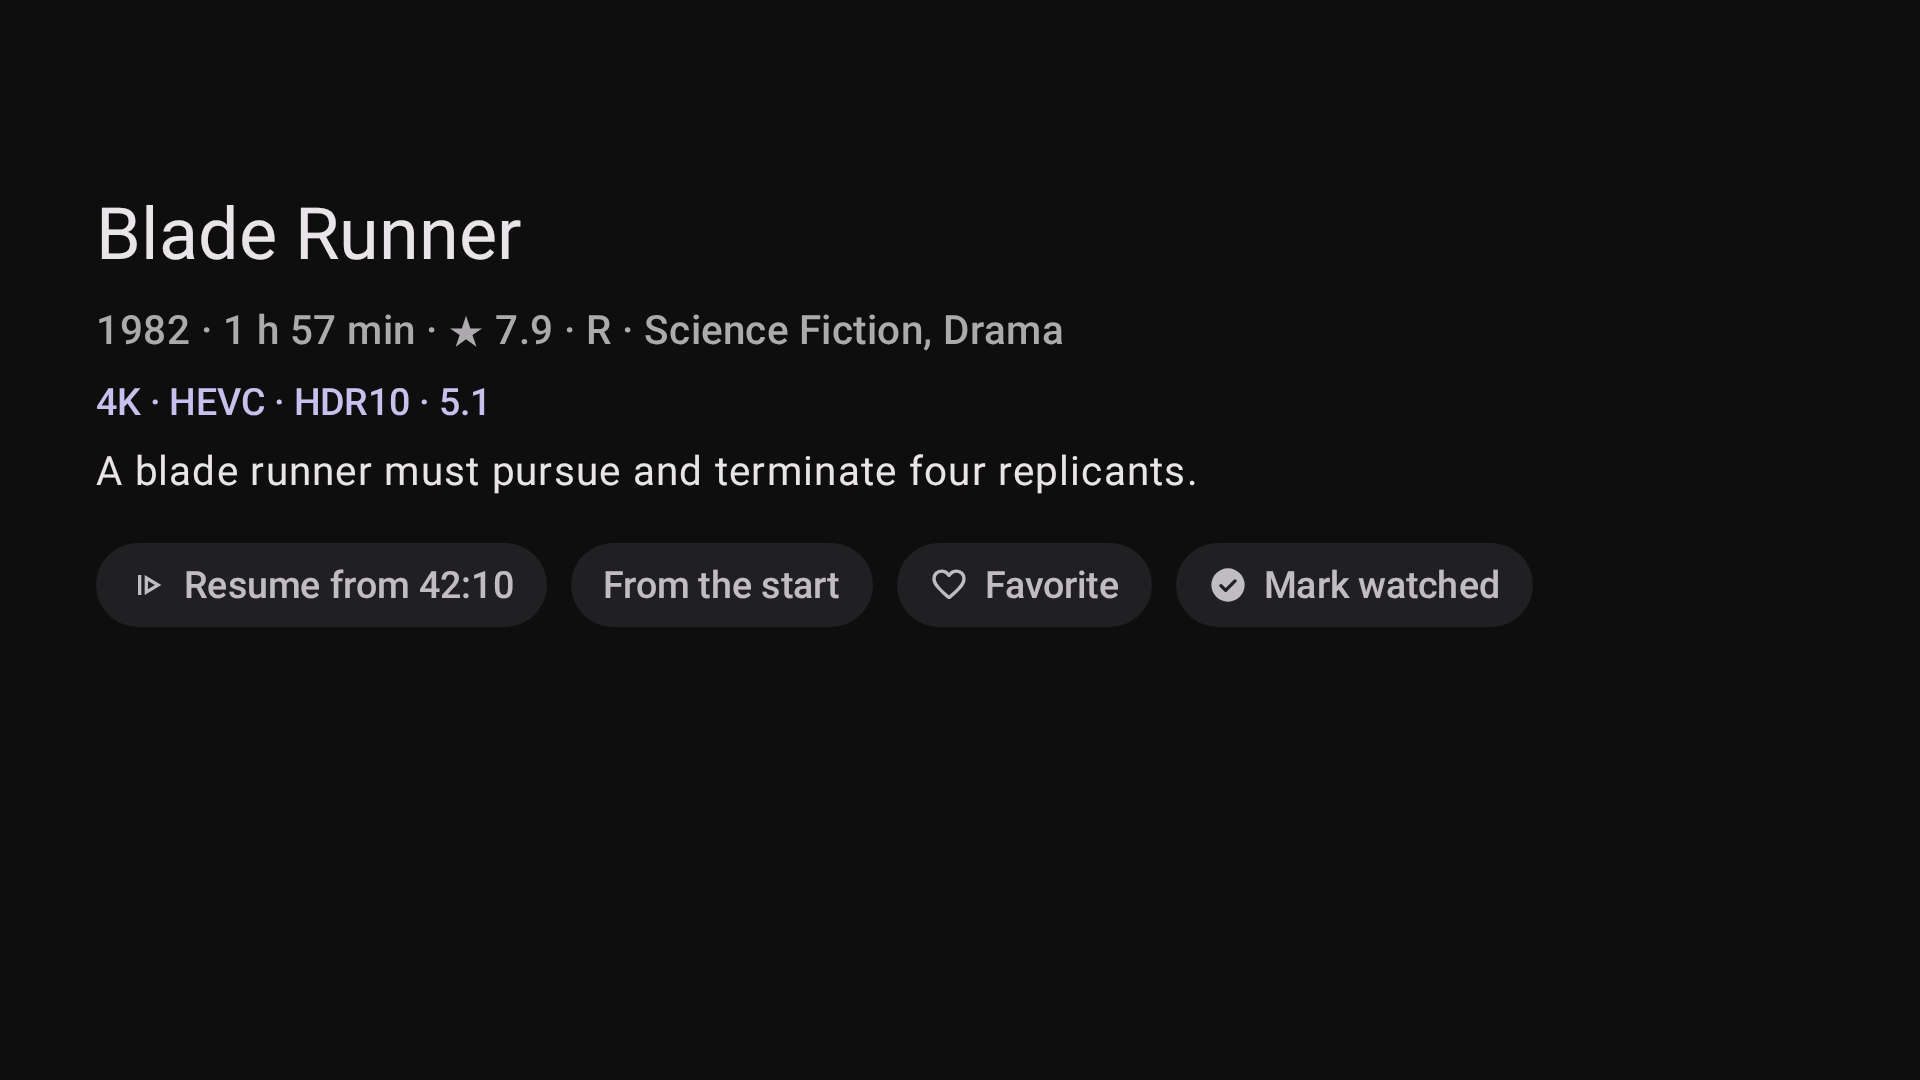 Blade Runner
1982 · 1 h 57 min · ★ 7.9 · R · Science Fiction, Drama
4K · HEVC · HDR10 · 5.1
A blade runner must pursue and terminate four replicants.
Resume from 42:10 From the start Favorite Mark watched